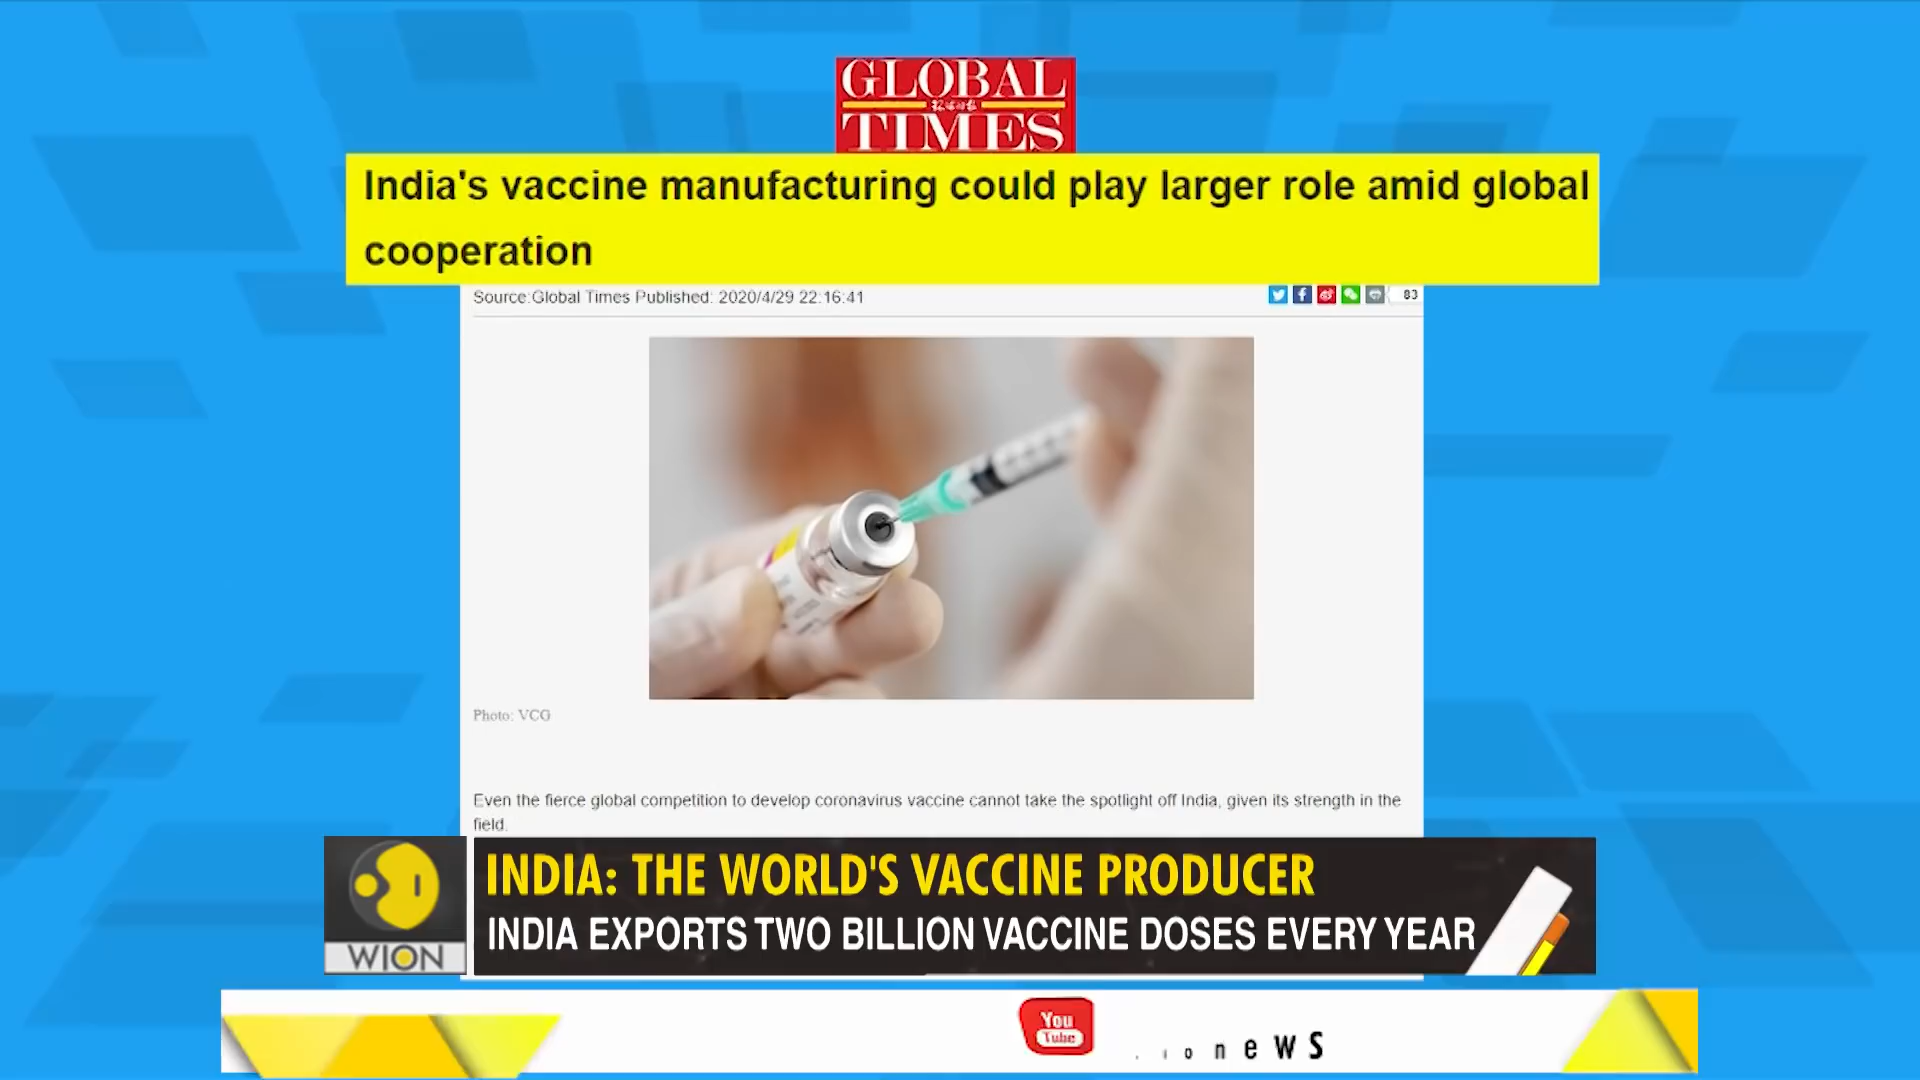 GLOBAL
TIMES
India's vaccine manufacturing could play larger role amid global
cooperation
Source:Global Times Published: 2020/4/29 22:16:41
83
Photo: VCG
Even the fierce global competition to develop coronavirus vaccine cannot take the spotlight off India, given its strength in the
field.
INDIA: THE WORLD'S VACCINE PRODUCER
INDIA EXPORTS TWO BILLION VACCINE DOSES EVERY YEAR
WION
You
Tube
ionews